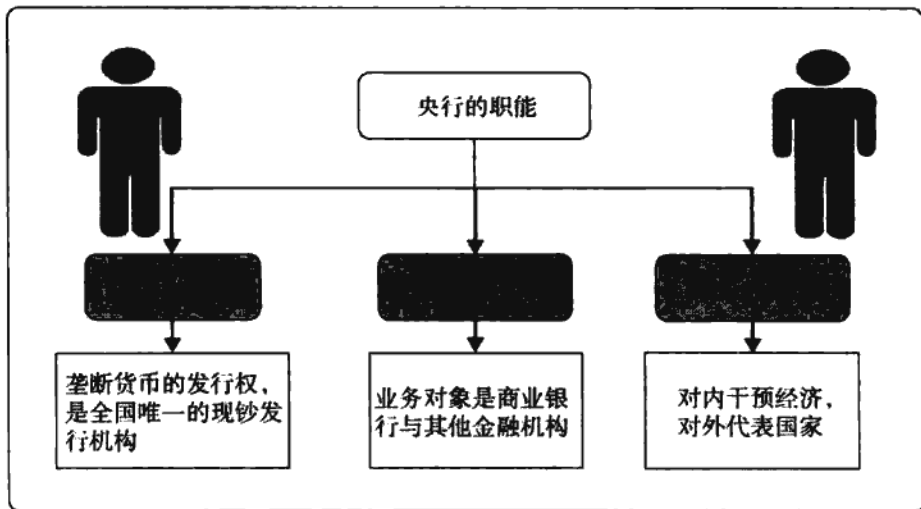 央行的职能
垄断货币的发行权，
是全国唯一的现钞发
行机构
业务对象是商业银
行与其他金融机构
对内干预经济，
对外代表国家